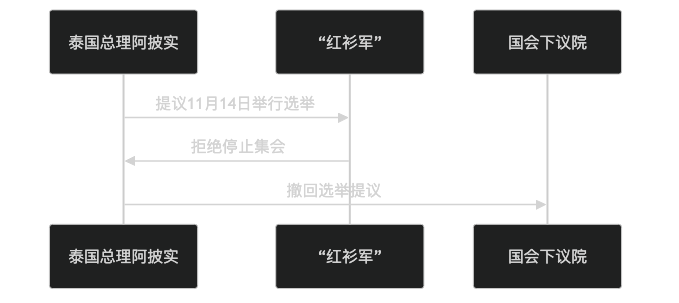 泰国总理阿披实
“红衫军”
国会下议院
提议11月14日举行选举
拒绝停止集会
撤回选举提议
泰国总理阿披实
“红衫军”
国会下议院